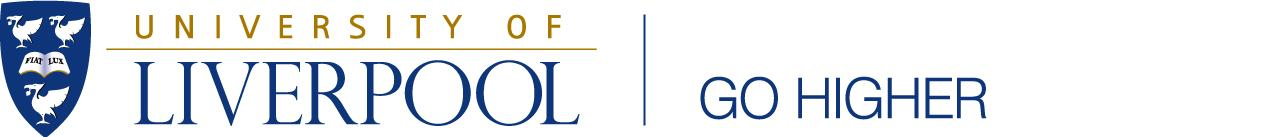 FIAT LUX
UNIVERSITY OF
LIVERPOOL
GO HIGHER